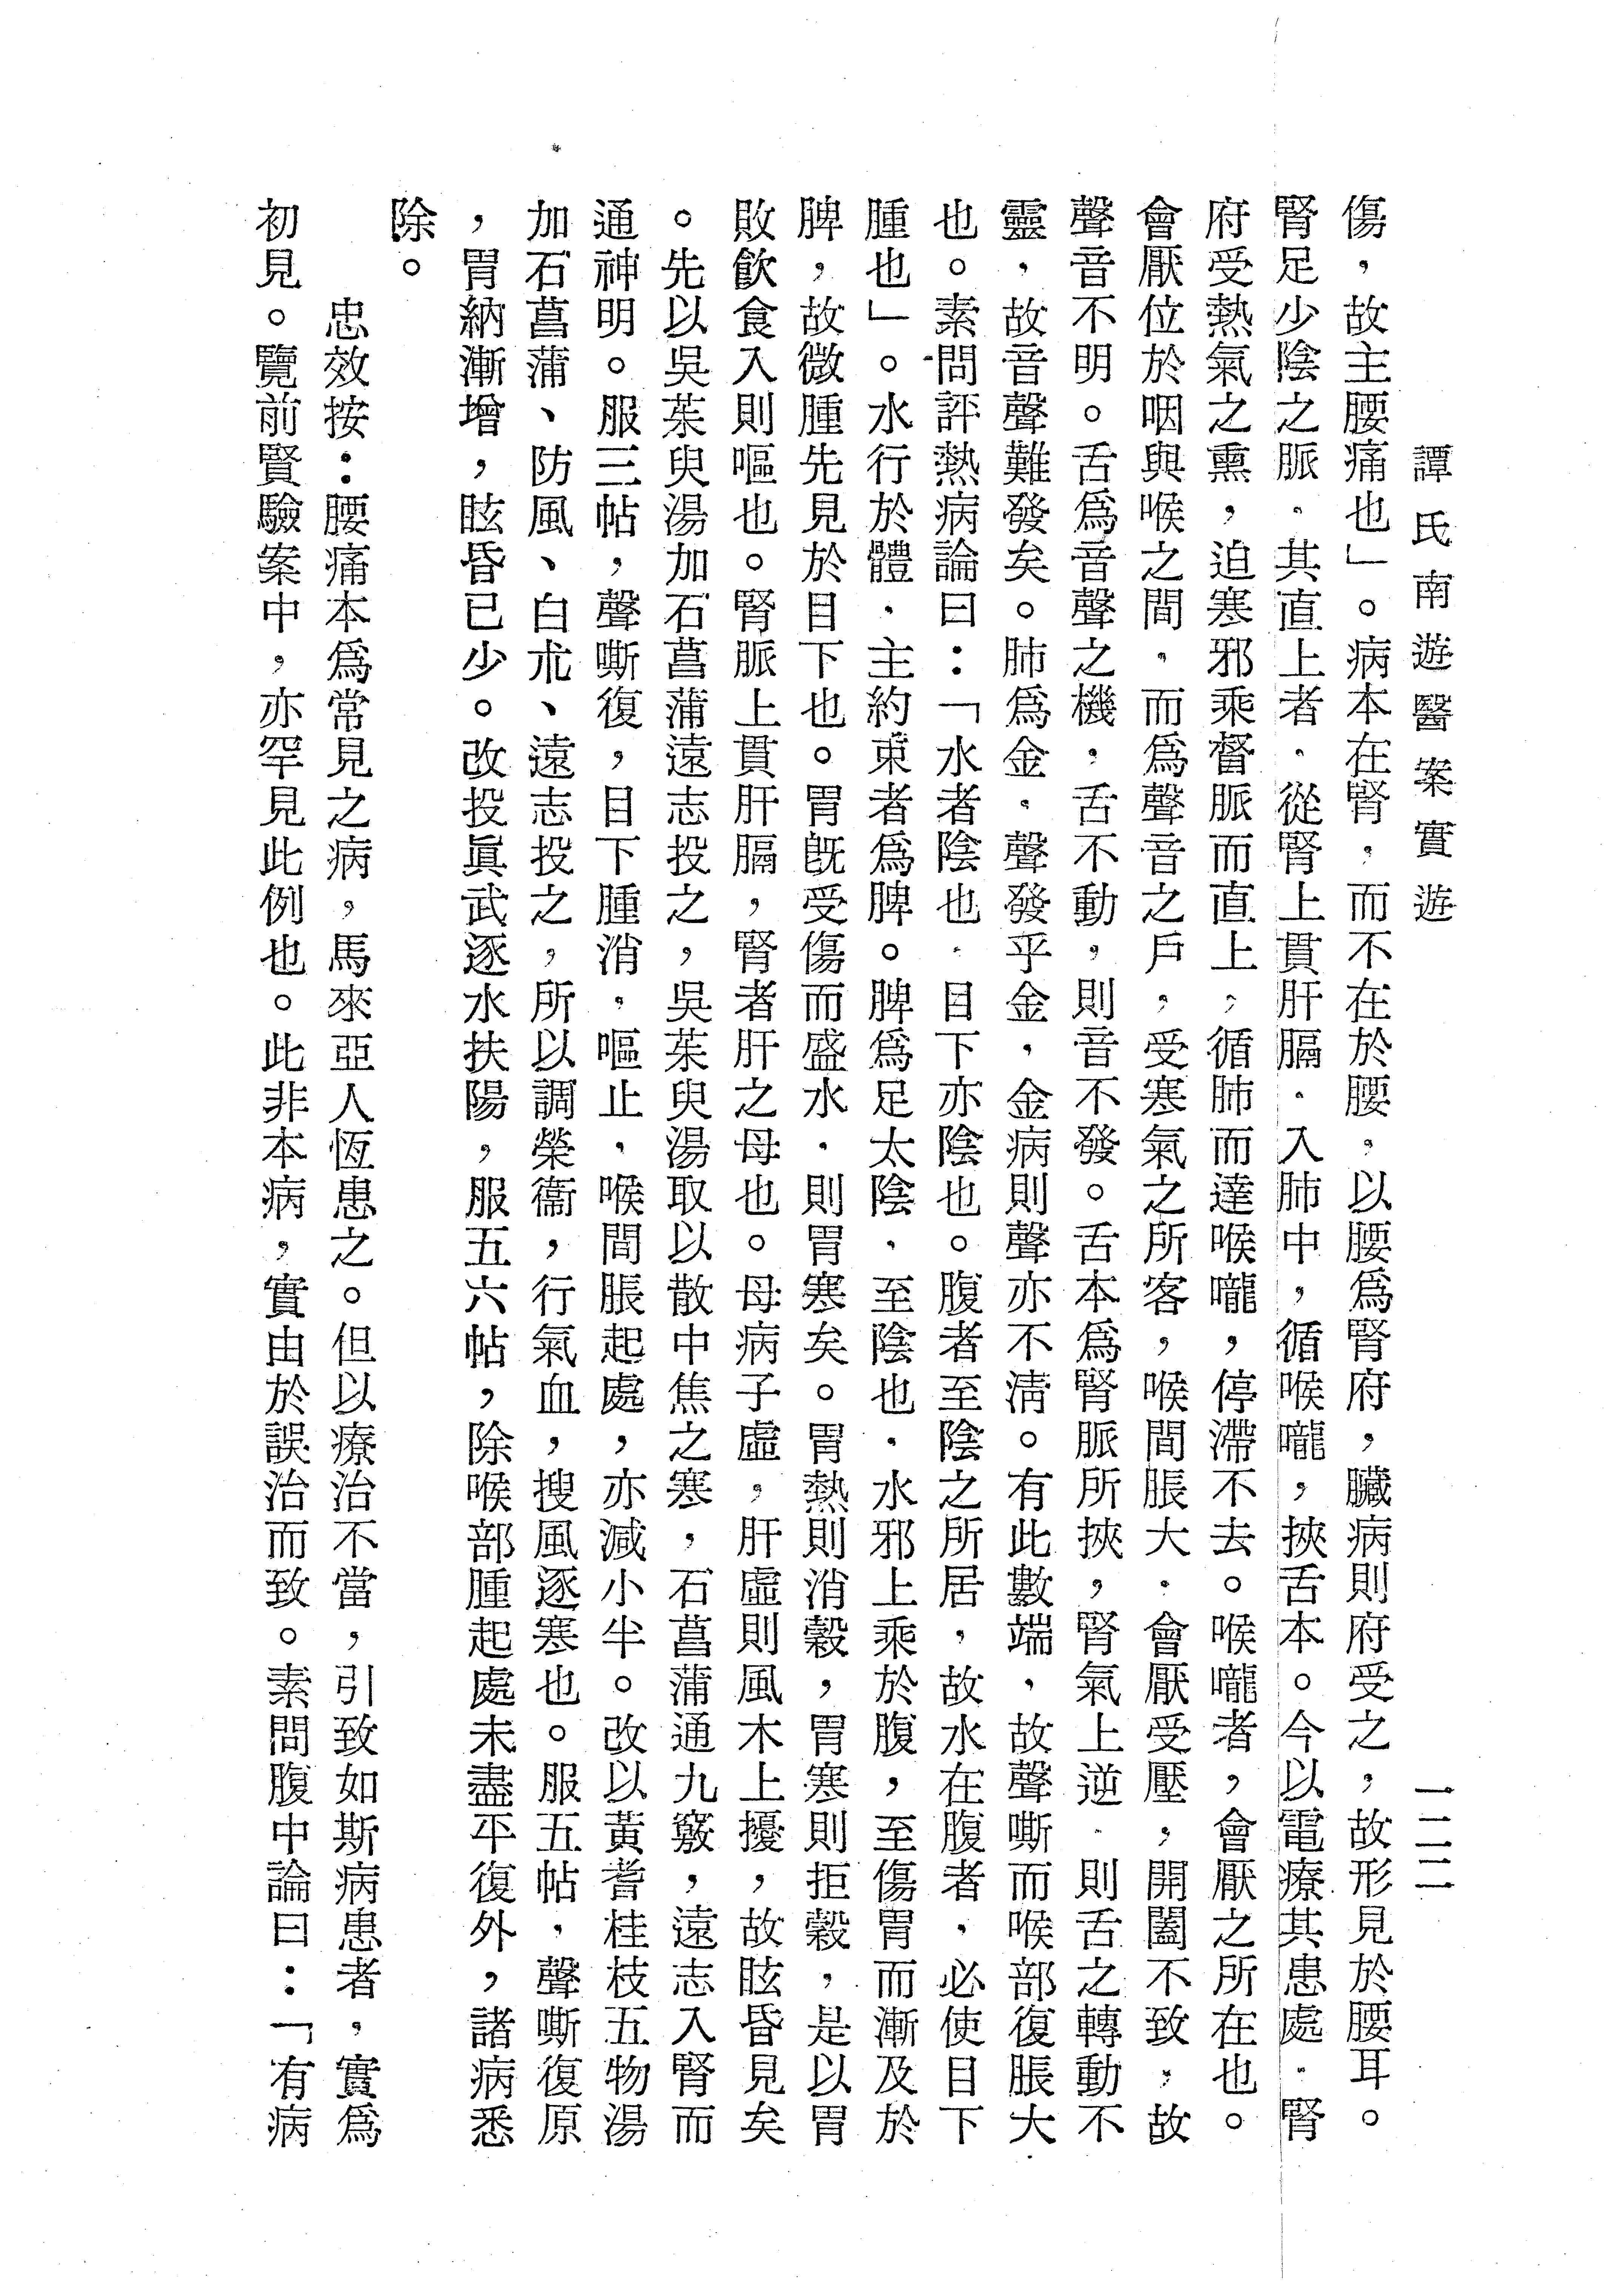 譚氏南遊醫案實遊
一二二
傷，故主腰痛也」。病本在腎，而不在於腰，以腰爲腎府，臟病則府受之，故形見於腰耳。
腎足少陰之脈，其直上者，從腎上貫肝膈，入肺中，循喉嚨，挾舌本。今以電療其患處，腎
府受熱氣之熏，迫寒邪乘督脈而直上，循肺而達喉嚨，停滯不去。喉嚨者，會厭之所在也。
會厭位於咽與喉之間，而爲聲音之戶，受寒氣之所客，喉間脹大，會厭受壓，開闔不致，故
聲音不明。舌爲音聲之機，舌不動，則音不發。舌本爲腎脈所挾，腎氣上逆，則舌之轉動不
靈，故音聲難發矣。肺爲金，聲發乎金，金病則聲亦不淸。有此數端，故聲嘶而喉部復脹大
也。素問評熱病論曰：「水者陰也，目下亦陰也。腹者至陰之所居，故水在腹者，必使目下
腫也」。水行於體，主約束者爲脾。脾爲足太陰，至陰也，水邪上乘於腹，至傷胃而漸及於
脾，故微腫先見於目下也。胃旣受傷而盛水，則胃寒矣。胃熱則消穀，胃寒則拒穀，是以胃
敗飮食入則嘔也。腎脈上貫肝膈，腎者肝之母也。母病子虛，肝虛則風木上擾，故眩昏見矣
。先以吳茱臾湯加石菖蒲遠志投之，吳茱臾湯取以散中焦之寒，石菖蒲通九竅，遠志入腎而
通神明。服三帖，聲嘶復，目下腫消，嘔止，喉間脹起處，亦減小半。改以黃耆桂枝五物湯
加石菖蒲、防風、白朮、遠志投之，所以調榮衞，行氣血，搜風逐寒也。服五帖，聲嘶復原
，胃納漸增，眩昏已少。改投眞武逐水扶陽，服五六帖，除喉部腫起處未盡平復外，諸病悉
除。
忠效按：腰痛本爲常見之病，馬來亞人恆患之。但以療治不當，引致如斯病患者，實爲
初見。覽前賢驗案中，亦罕見此例也。此非本病，實由於誤治而致。素問腹中論曰：「有病